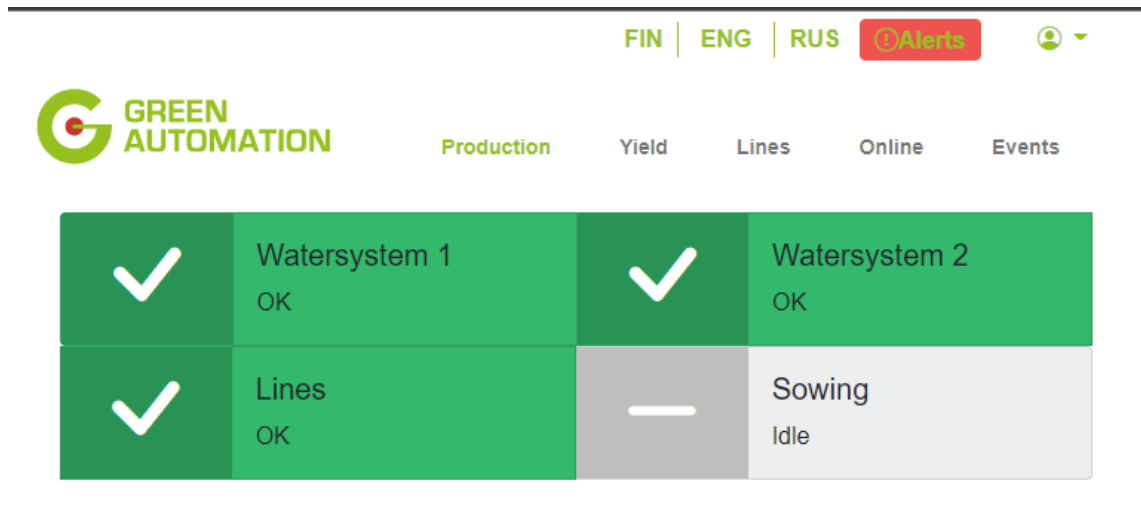 FIN ENG RUS Alerts
GREEN
AUTOMATION
Production Yield Lines Online Events
Watersystem 1
OK
Watersystem 2
OK
Lines
OK
Sowing
Idle